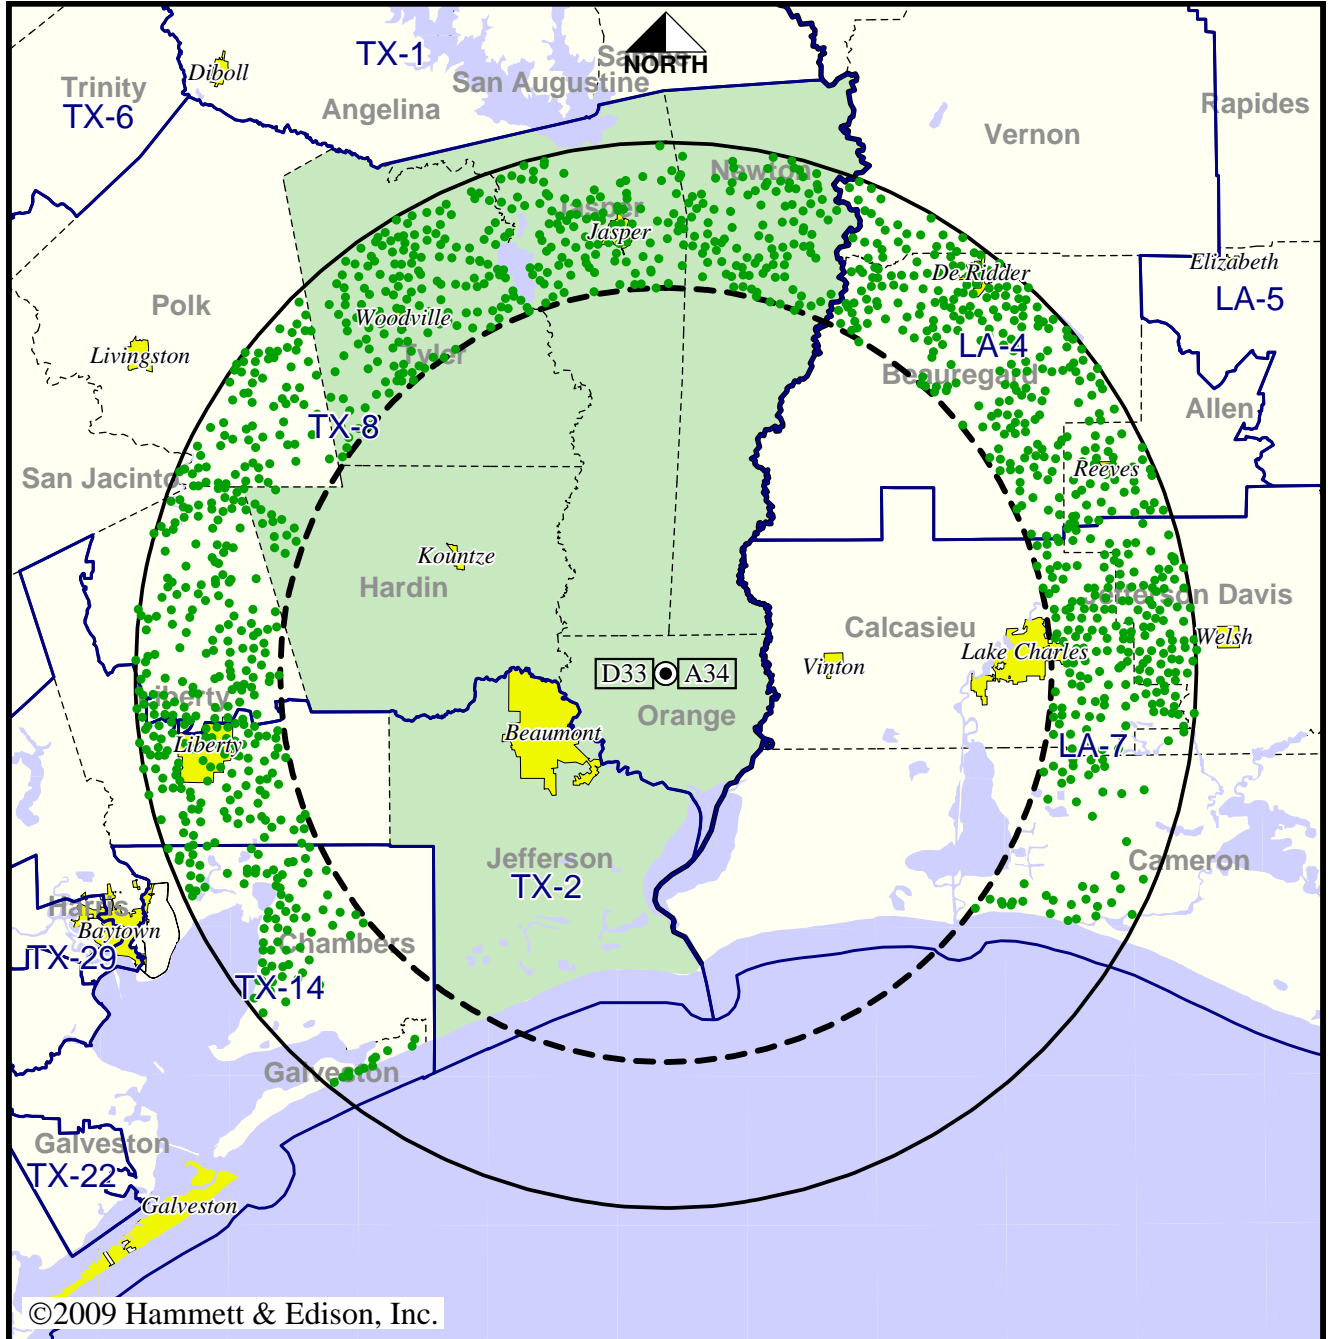 TX-1
Sabine
NORTH
San Augustine
Diboll
Trinity
TX-6
Angelina
Rapides
Vernon
Newton
Jasper
Jasper
De Ridder
Elizabeth
LA-5
Polk
Woodville
Livingston
Tyler
LA-4
Beauregard
Allen
TX-8
San Jacinto
Reeves
Kountze
Hardin
Jefferson Davis
Calcasieu
Welsh
Lake Charles
Vinton
D33
A34
Liberty
Orange
Liberty
Beaumont
LA-7
Jefferson
TX-2
Cameron
Harris
Baytown
Chambers
TX-29
TX-14
Galveston
Galveston
TX-22
Galveston
©2009 Hammett & Edison, Inc.